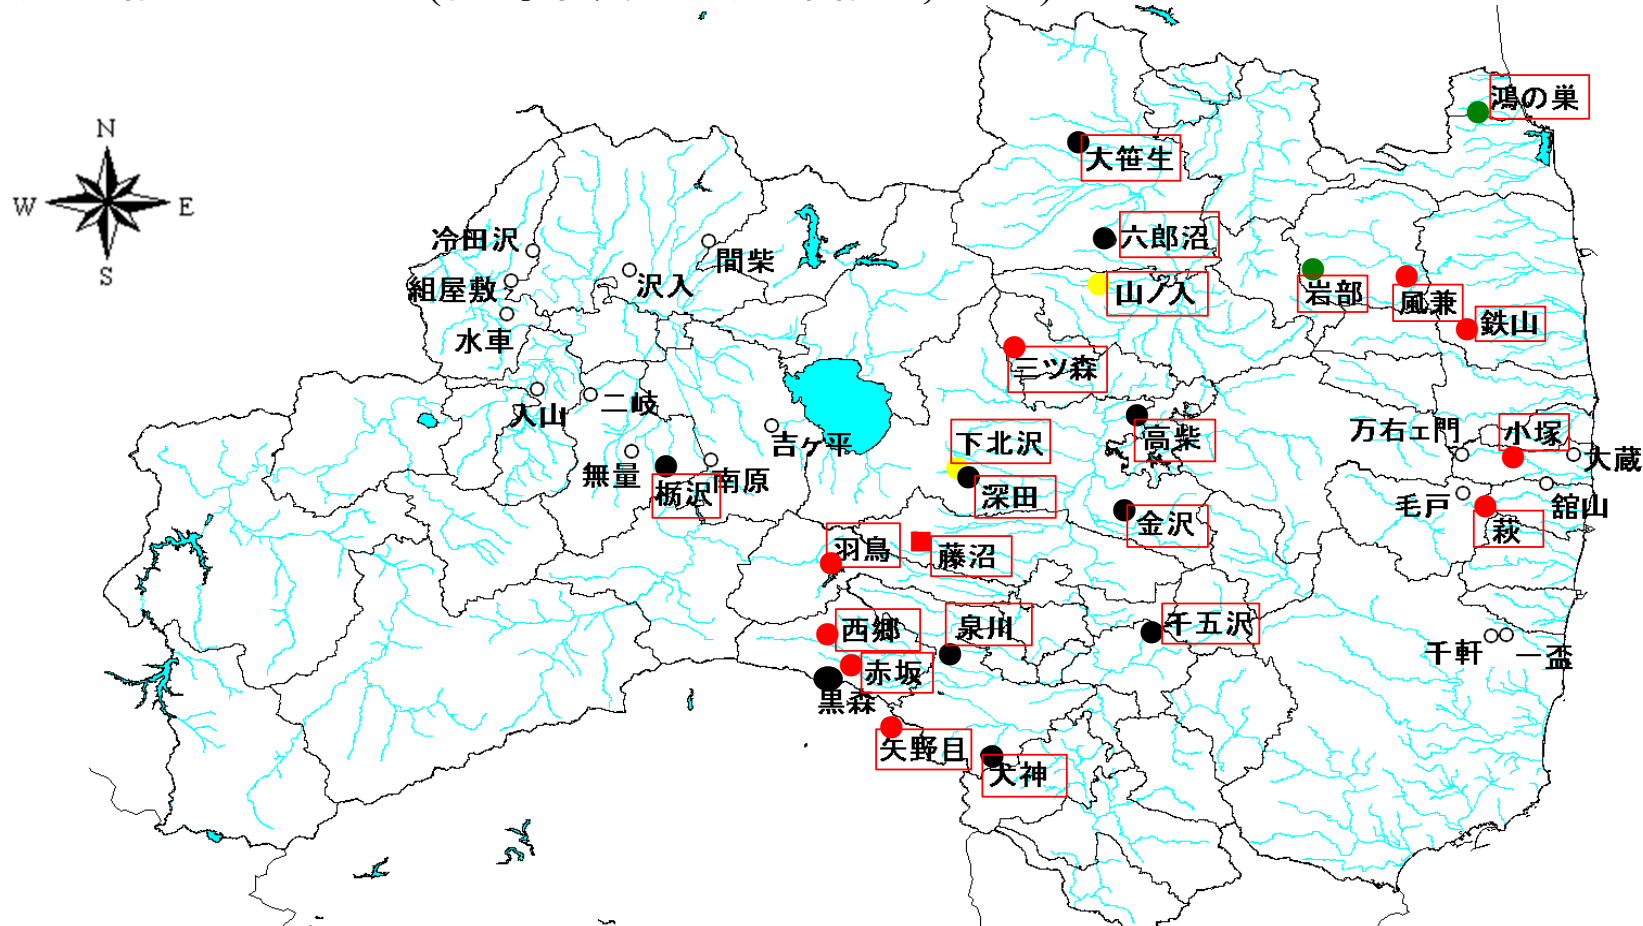 鴻の巣
N
大笹生
W
E
六郎沼
冷田沢
間柴
S
沢入
組屋敷
山ノ入
岩部
風兼
鉄山
水車
二ツ森
二岐
入山
万右ェ門
小塚
高柴
下北沢
吉ヶ平
大蔵
無量
南原
栃沢
深田
毛戸
舘山
金沢
萩
羽鳥
藤沼
西郷
泉川
千五沢
千軒
一盃
赤坂
黒森
矢野目
犬神